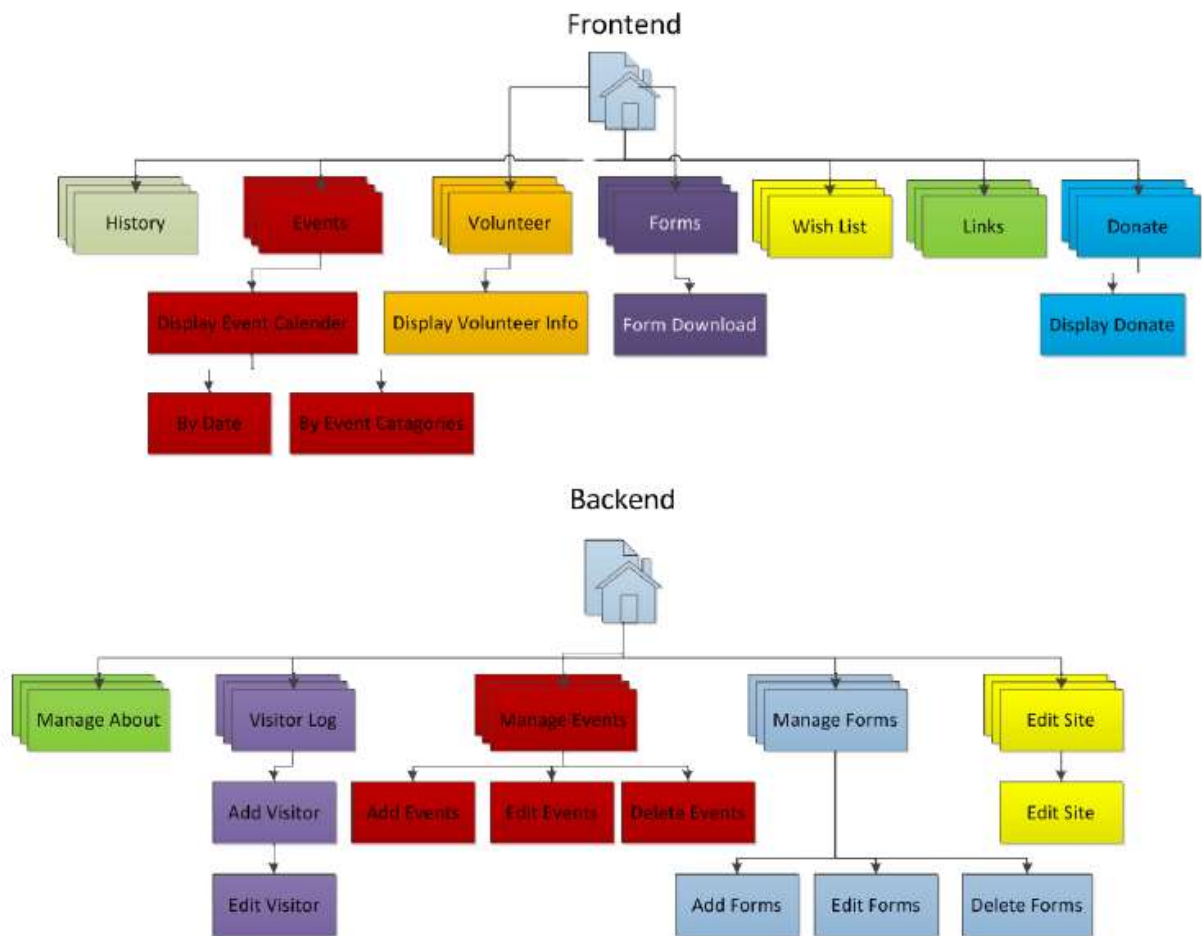 Frontend
History
Events
Volunteer
Forms
Wish List
Links
Donate
Display Event Calender
Display Volunteer Info
Form Download
Display Donate
By Date
By Event Catagories
Backend
Manage About
Visitor Log
Manage Events
Manage Forms
Edit Site
Add Visitor
Add Events
Edit Events
Delete Events
Edit Site
Edit Visitor
Add Forms
Edit Forms
Delete Forms